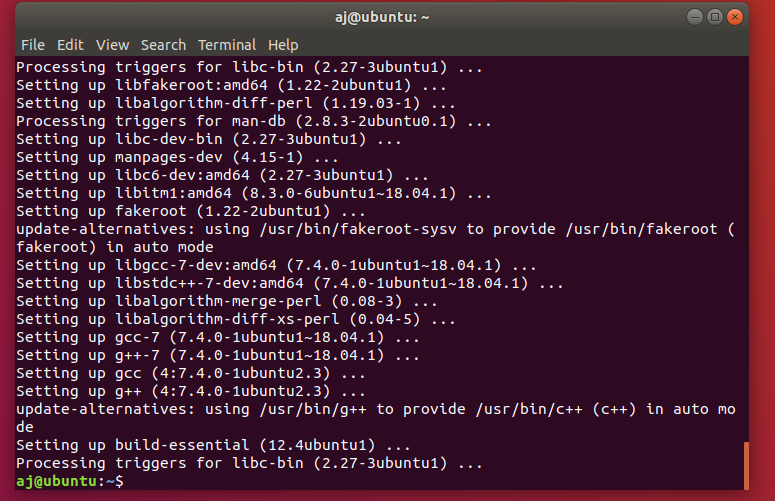 aj@ubuntu: ~
File Edit View Search Terminal Help
Processing triggers for libc-bin (2.27-3ubuntu1) ...
Setting up libfakeroot:amd64 (1.22-2ubuntu1) ...
Setting up libalgorithm-diff-perl (1.19.03-1) ...
Processing triggers for man-db (2.8.3-2ubuntu0.1) ...
Setting up libc-dev-bin (2.27-3ubuntu1) ...
Setting up manpages-dev (4.15-1) ...
Setting up libc6-dev:amd64 (2.27-3ubuntu1) ...
Setting up libitm1:amd64 (8.3.0-6ubuntu1~18.04.1) ...
Setting up fakeroot (1.22-2ubuntu1) ...
update-alternatives: using /usr/bin/fakeroot-sysv to provide /usr/bin/fakeroot (
fakeroot) in auto mode
Setting up libgcc-7-dev:amd64 (7.4.0-1ubuntu1~18.04.1) ...
Setting up libstdc++-7-dev:amd64 (7.4.0-1ubuntu1~18.04.1) ...
Setting up libalgorithm-merge-perl (0.08-3) ...
Setting up libalgorithm-diff-xs-perl (0.04-5) ...
Setting up gcc-7 (7.4.0-1ubuntu1~18.04.1) ...
Setting up g++-7 (7.4.0-1ubuntu1~18.04.1) ...
Setting up gcc (4:7.4.0-1ubuntu2.3) ...
Setting up g++ (4:7.4.0-1ubuntu2.3) ...
update-alternatives: using /usr/bin/g++ to provide /usr/bin/c++ (c++) in auto mo
de
Setting up build-essential (12.4ubuntu1) ...
Processing triggers for libc-bin (2.27-3ubuntu1) ...
aj@ubuntu:~$